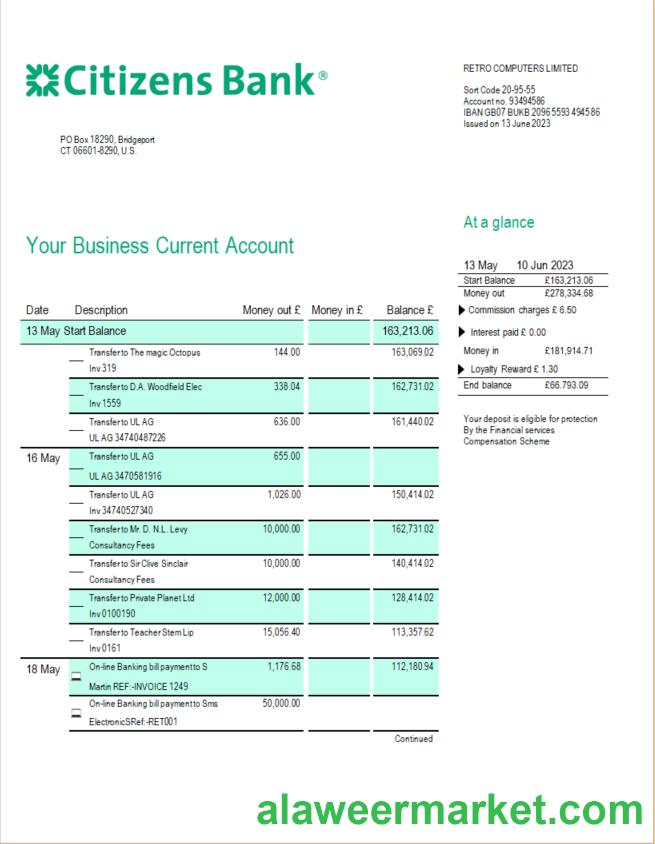 Citizens Bank®
RETRO COMPUTERS LIMITED
Sort Code 20-95-55
Account no. 93494586
IBAN GB07 BUKB 2096 5593 4945 86
Issued on 13 June 2023
PO Box 18290, Bridgeport
CT 06601-8290, U.S.
At a glance
Your Business Current Account
13 May 10 Jun 2023
Start Balance £163,213.06
Money out £278,334.68
Commission charges £ 6.50
Interest paid £ 0.00
Money in £181,914.71
Loyalty Reward £ 1.30
End balance £66.793.09
Your deposit is eligible for protection
By the Financial services
Compensation Scheme
Date Description Money out £ Money in £ Balance £
13 May Start Balance 163,213.06
Transfer to The magic Octopus 144.00 163,069.02
Inv 319
Transfer to D.A. Woodfield Elec 338.04 162,731.02
Inv 1559
Transfer to UL AG 636.00 161,440.02
UL AG 34740487226
16 May Transfer to UL AG 655.00
UL AG 3470581916
Transfer to UL AG 1,026.00 150,414.02
Inv 34740527340
Transfer to Mr. D. N.L. Levy 10,000.00 162,731.02
Consultancy Fees
Transfer to Sir Clive Sinclair 10,000.00 140,414.02
Consultancy Fees
Transfer to Private Planet Ltd 12,000.00 128,414.02
Inv 0100190
Transfer to Teacher Stem Lip 15,056.40 113,357.62
Inv 0161
18 May On-line Banking bill payment to S 1,176.68 112,180.94
Martin REF:-INVOICE 1249
On-line Banking bill payment to Sms 50,000.00
ElectronicSRef:-RET001
Continued
alaweermarket.com